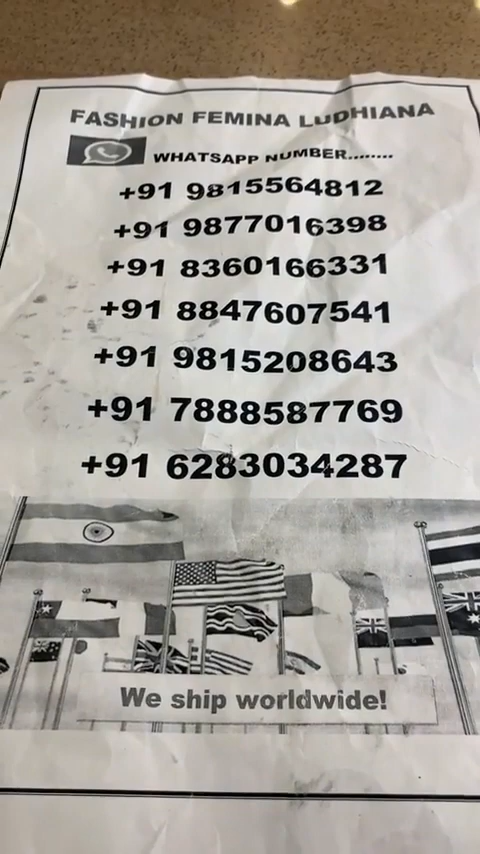 FASHION FEMINA LUDHIANA
WHATSAPP NUMBER........
+91 9815564812
+91 9877016398
+91 8360166331
+91 8847607541
+91 9815208643
+91 7888587769
+91 6283034287
We ship worldwide!